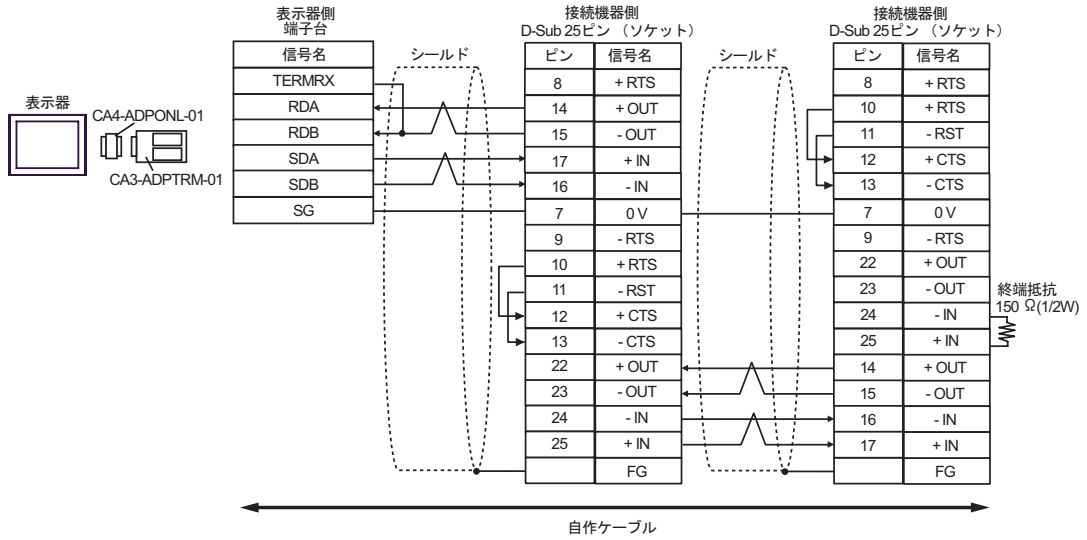 表示器
CA4-ADPONL-01
CA3-ADPTRM-01
表示器側
端子台
信号名
TERMRX
RDA
RDB
SDA
SDB
SG
シールド
接続機器側
D-Sub 25ピン （ソケット）
ピン 信号名
8 + RTS
14 + OUT
15 - OUT
17 + IN
16 - IN
7 0 V
9 - RTS
10 + RTS
11 - RST
12 + CTS
13 - CTS
22 + OUT
23 - OUT
24 - IN
25 + IN
FG
シールド
接続機器側
D-Sub 25ピン （ソケット）
ピン 信号名
8 + RTS
10 + RTS
11 - RST
12 + CTS
13 - CTS
7 0 V
9 - RTS
22 + OUT
23 - OUT
24 - IN
25 + IN
14 + OUT
15 - OUT
16 - IN
17 + IN
FG
終端抵抗
150 Ω(1/2W)
自作ケーブル